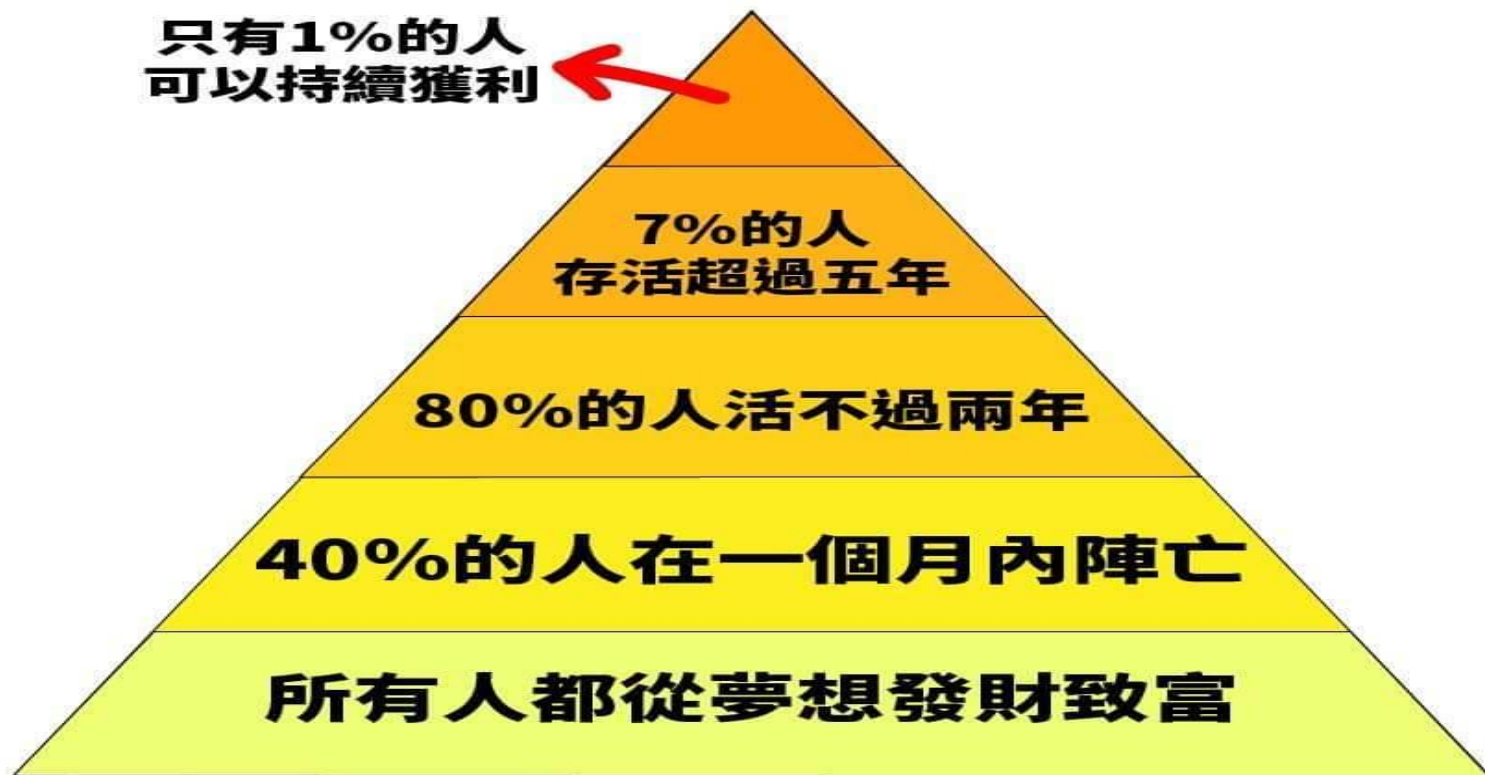 只有1%的人
可以持續獲利
7%的人
存活超過五年
80%的人活不過兩年
40%的人在一個月內陣亡
所有人都從夢想發財致富